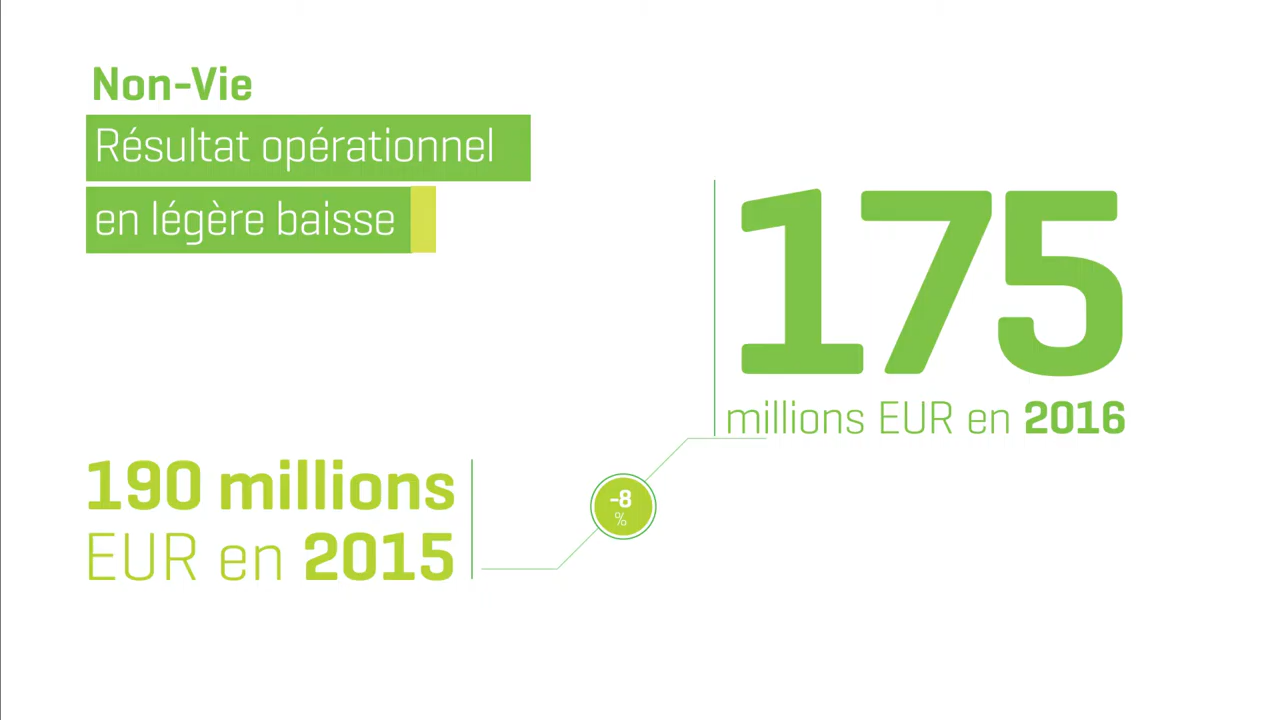 Non-Vie
Résultat opérationnel
en légère baisse
175
millions EUR en 2016
190 millions
EUR en 2015
-8
%